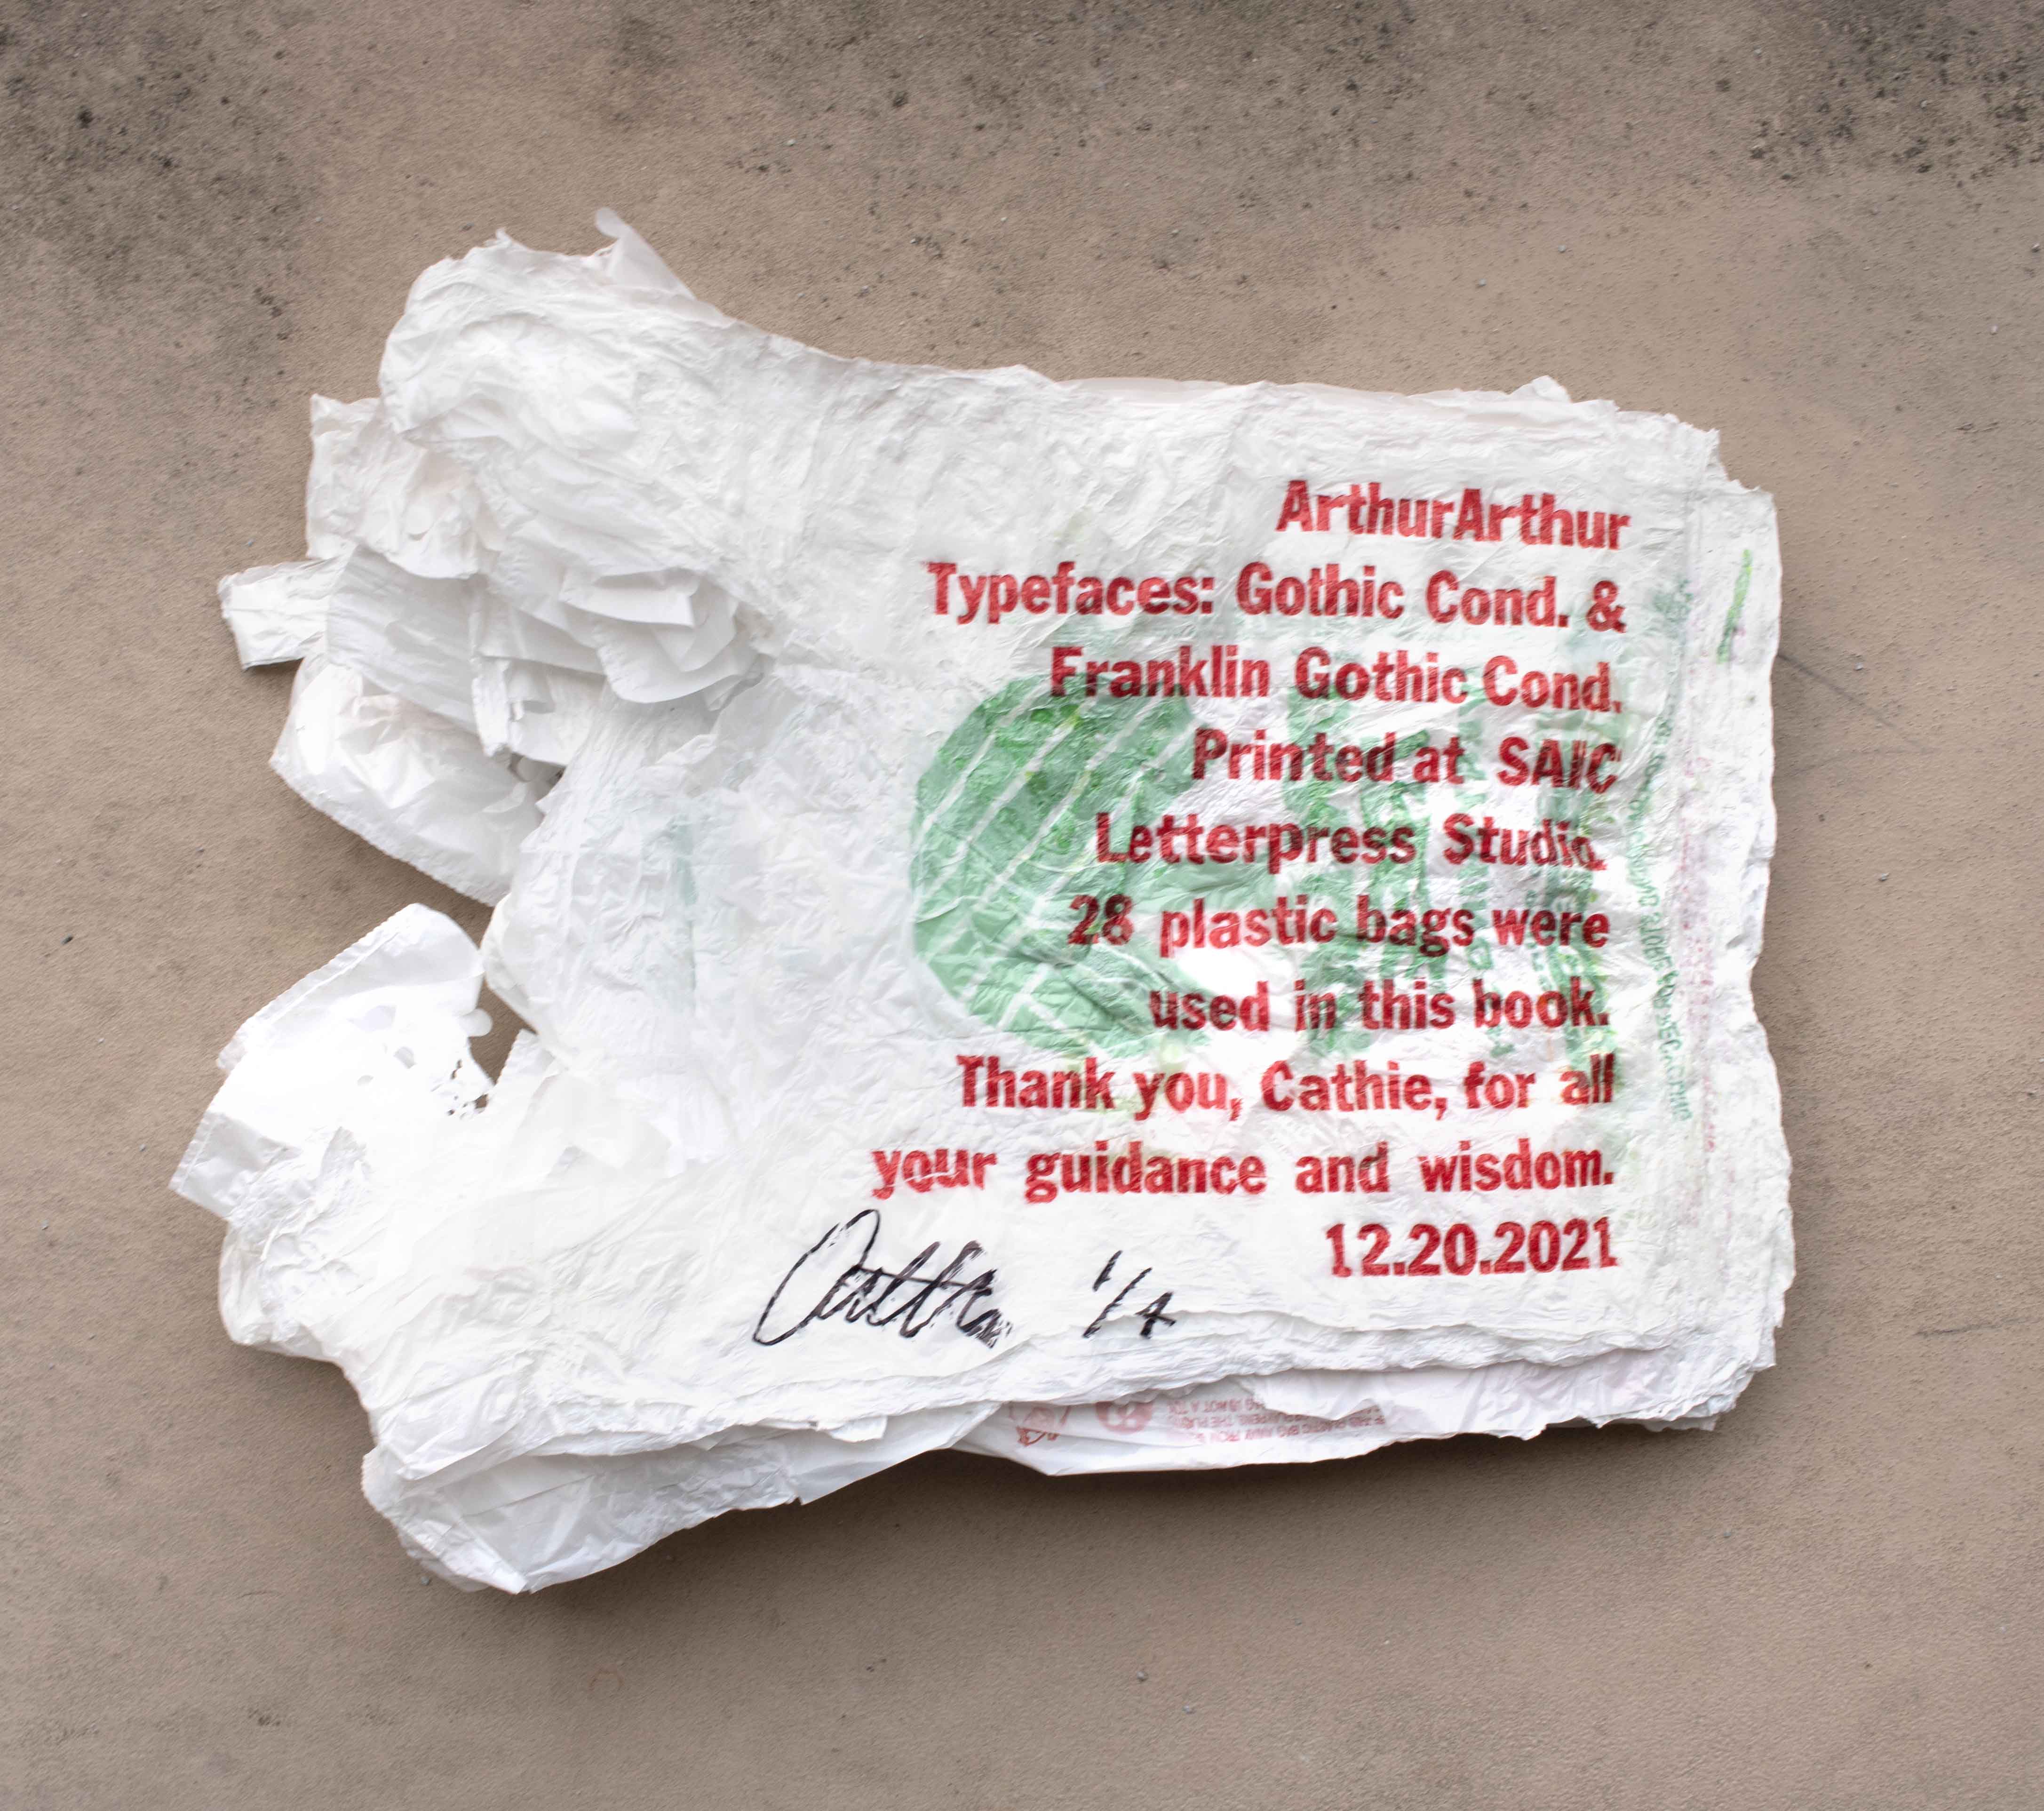 ArthurArthur
Typefaces: Gothic Cond. &
Franklin Gothic Cond.
Printed at SAIC
Letterpress Studio.
28 plastic bags were
used in this book.
Thank you, Cathie, for all
your guidance and wisdom.
12.20.2021
1/4